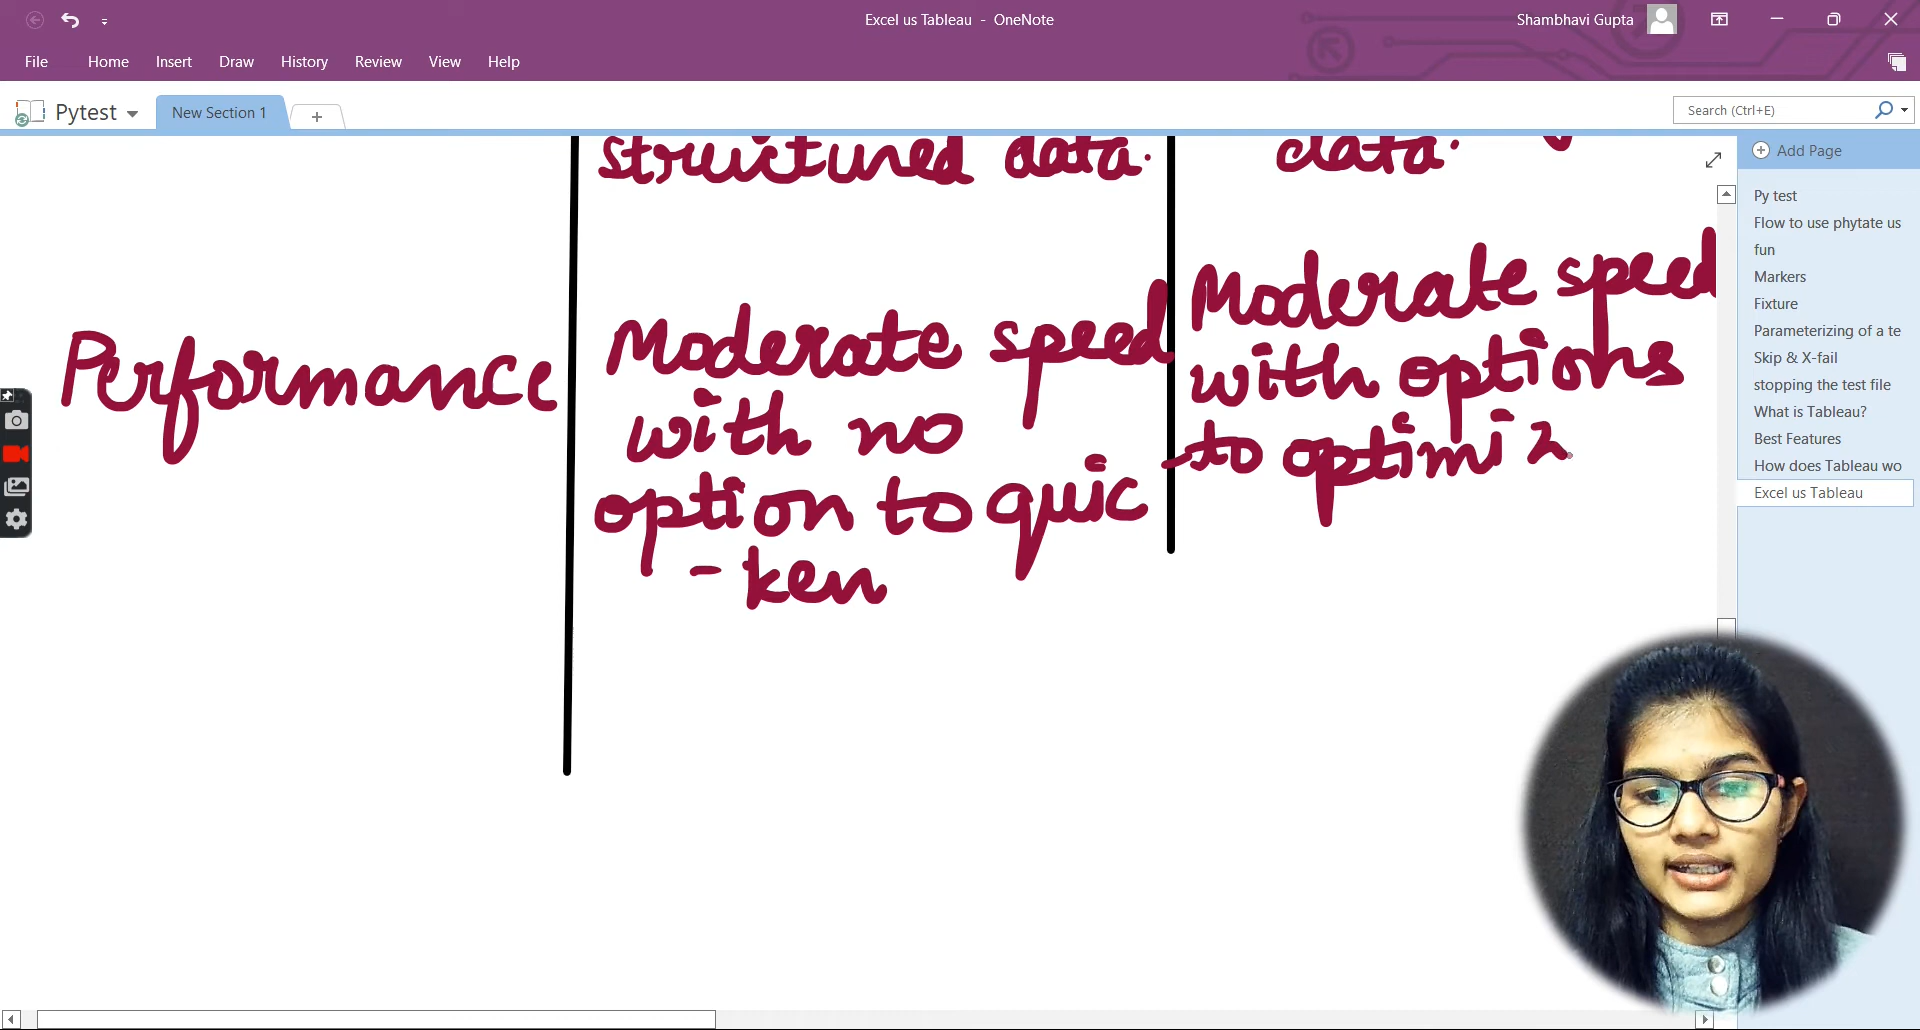 Excel us Tableau - OneNote
Shambhavi Gupta
File Home Insert Draw History Review View Help
Pytest New Section 1 +
Search (Ctrl+E)
Add Page
Py test
Flow to use phytate us
fun
Markers
Fixture
Parameterizing of a te
Skip & X-fail
stopping the test file
What is Tableau?
Best Features
How does Tableau wo
Excel us Tableau
structured data.
data.
Performance
Moderate speed
with no
option to quic
-ken
Moderate speed
with options
-to optimiz